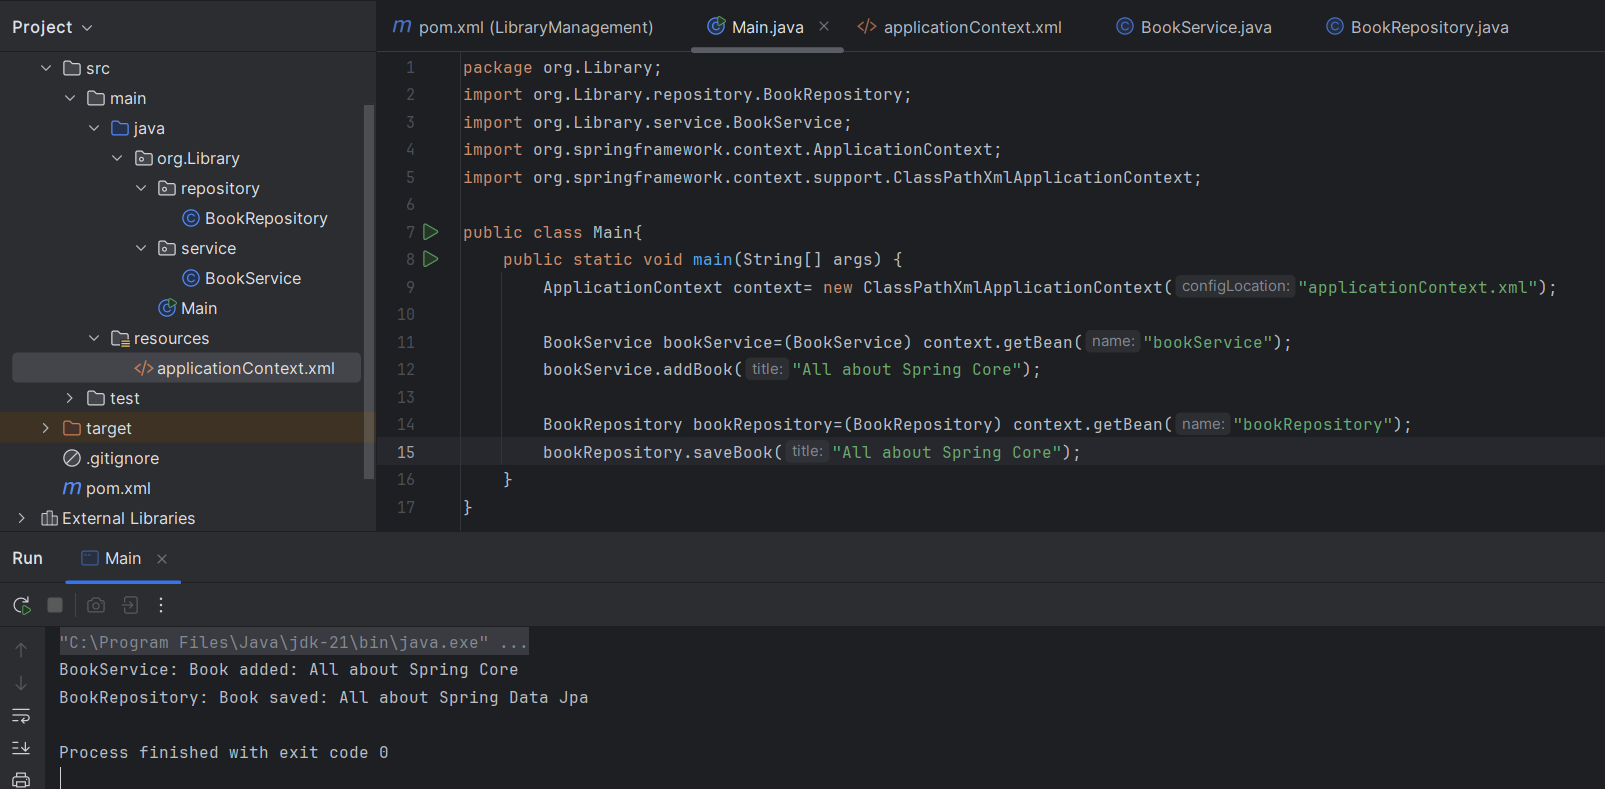 Project
pom.xml (LibraryManagement)
Main.java
applicationContext.xml
BookService.java
BookRepository.java
src
main
java
org.Library
repository
BookRepository
service
BookService
Main
resources
applicationContext.xml
test
target
.gitignore
pom.xml
External Libraries
1 package org.Library;
2 import org.Library.repository.BookRepository;
3 import org.Library.service.BookService;
4 import org.springframework.context.ApplicationContext;
5 import org.springframework.context.support.ClassPathXmlApplicationContext;
6
7 public class Main{
8 public static void main(String[] args) {
9 ApplicationContext context= new ClassPathXmlApplicationContext( configLocation: "applicationContext.xml");
10
11 BookService bookService=(BookService) context.getBean( name: "bookService");
12 bookService.addBook( title: "All about Spring Core");
13
14 BookRepository bookRepository=(BookRepository) context.getBean( name: "bookRepository");
15 bookRepository.saveBook( title: "All about Spring Core");
16 }
17 }
Run
Main
"C:\Program Files\Java\jdk-21\bin\java.exe" ...
BookService: Book added: All about Spring Core
BookRepository: Book saved: All about Spring Data Jpa
Process finished with exit code 0